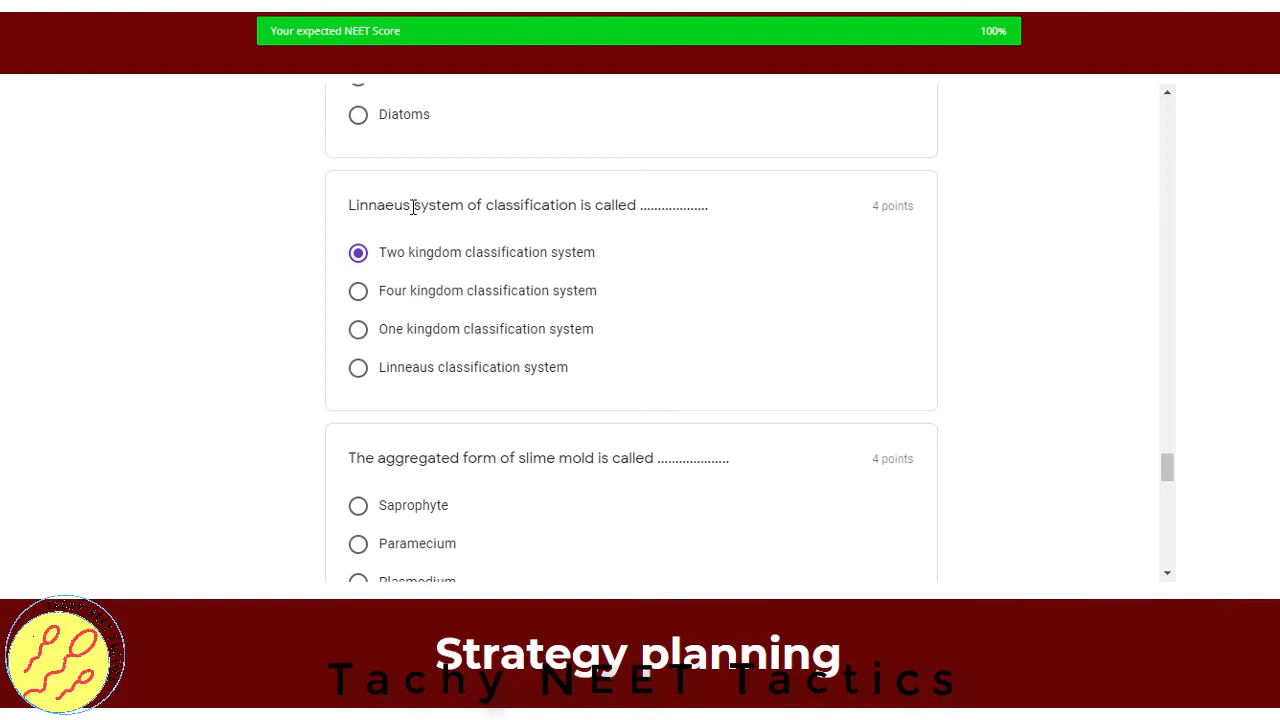 Your expected NEET Score 100%
Diatoms
Linnaeus system of classification is called ................... 4 points
Two kingdom classification system
Four kingdom classification system
One kingdom classification system
Linneaus classification system
The aggregated form of slime mold is called .................... 4 points
Saprophyte
Paramecium
Plasmodium
Strategy planning
Tachy NEET Tactics